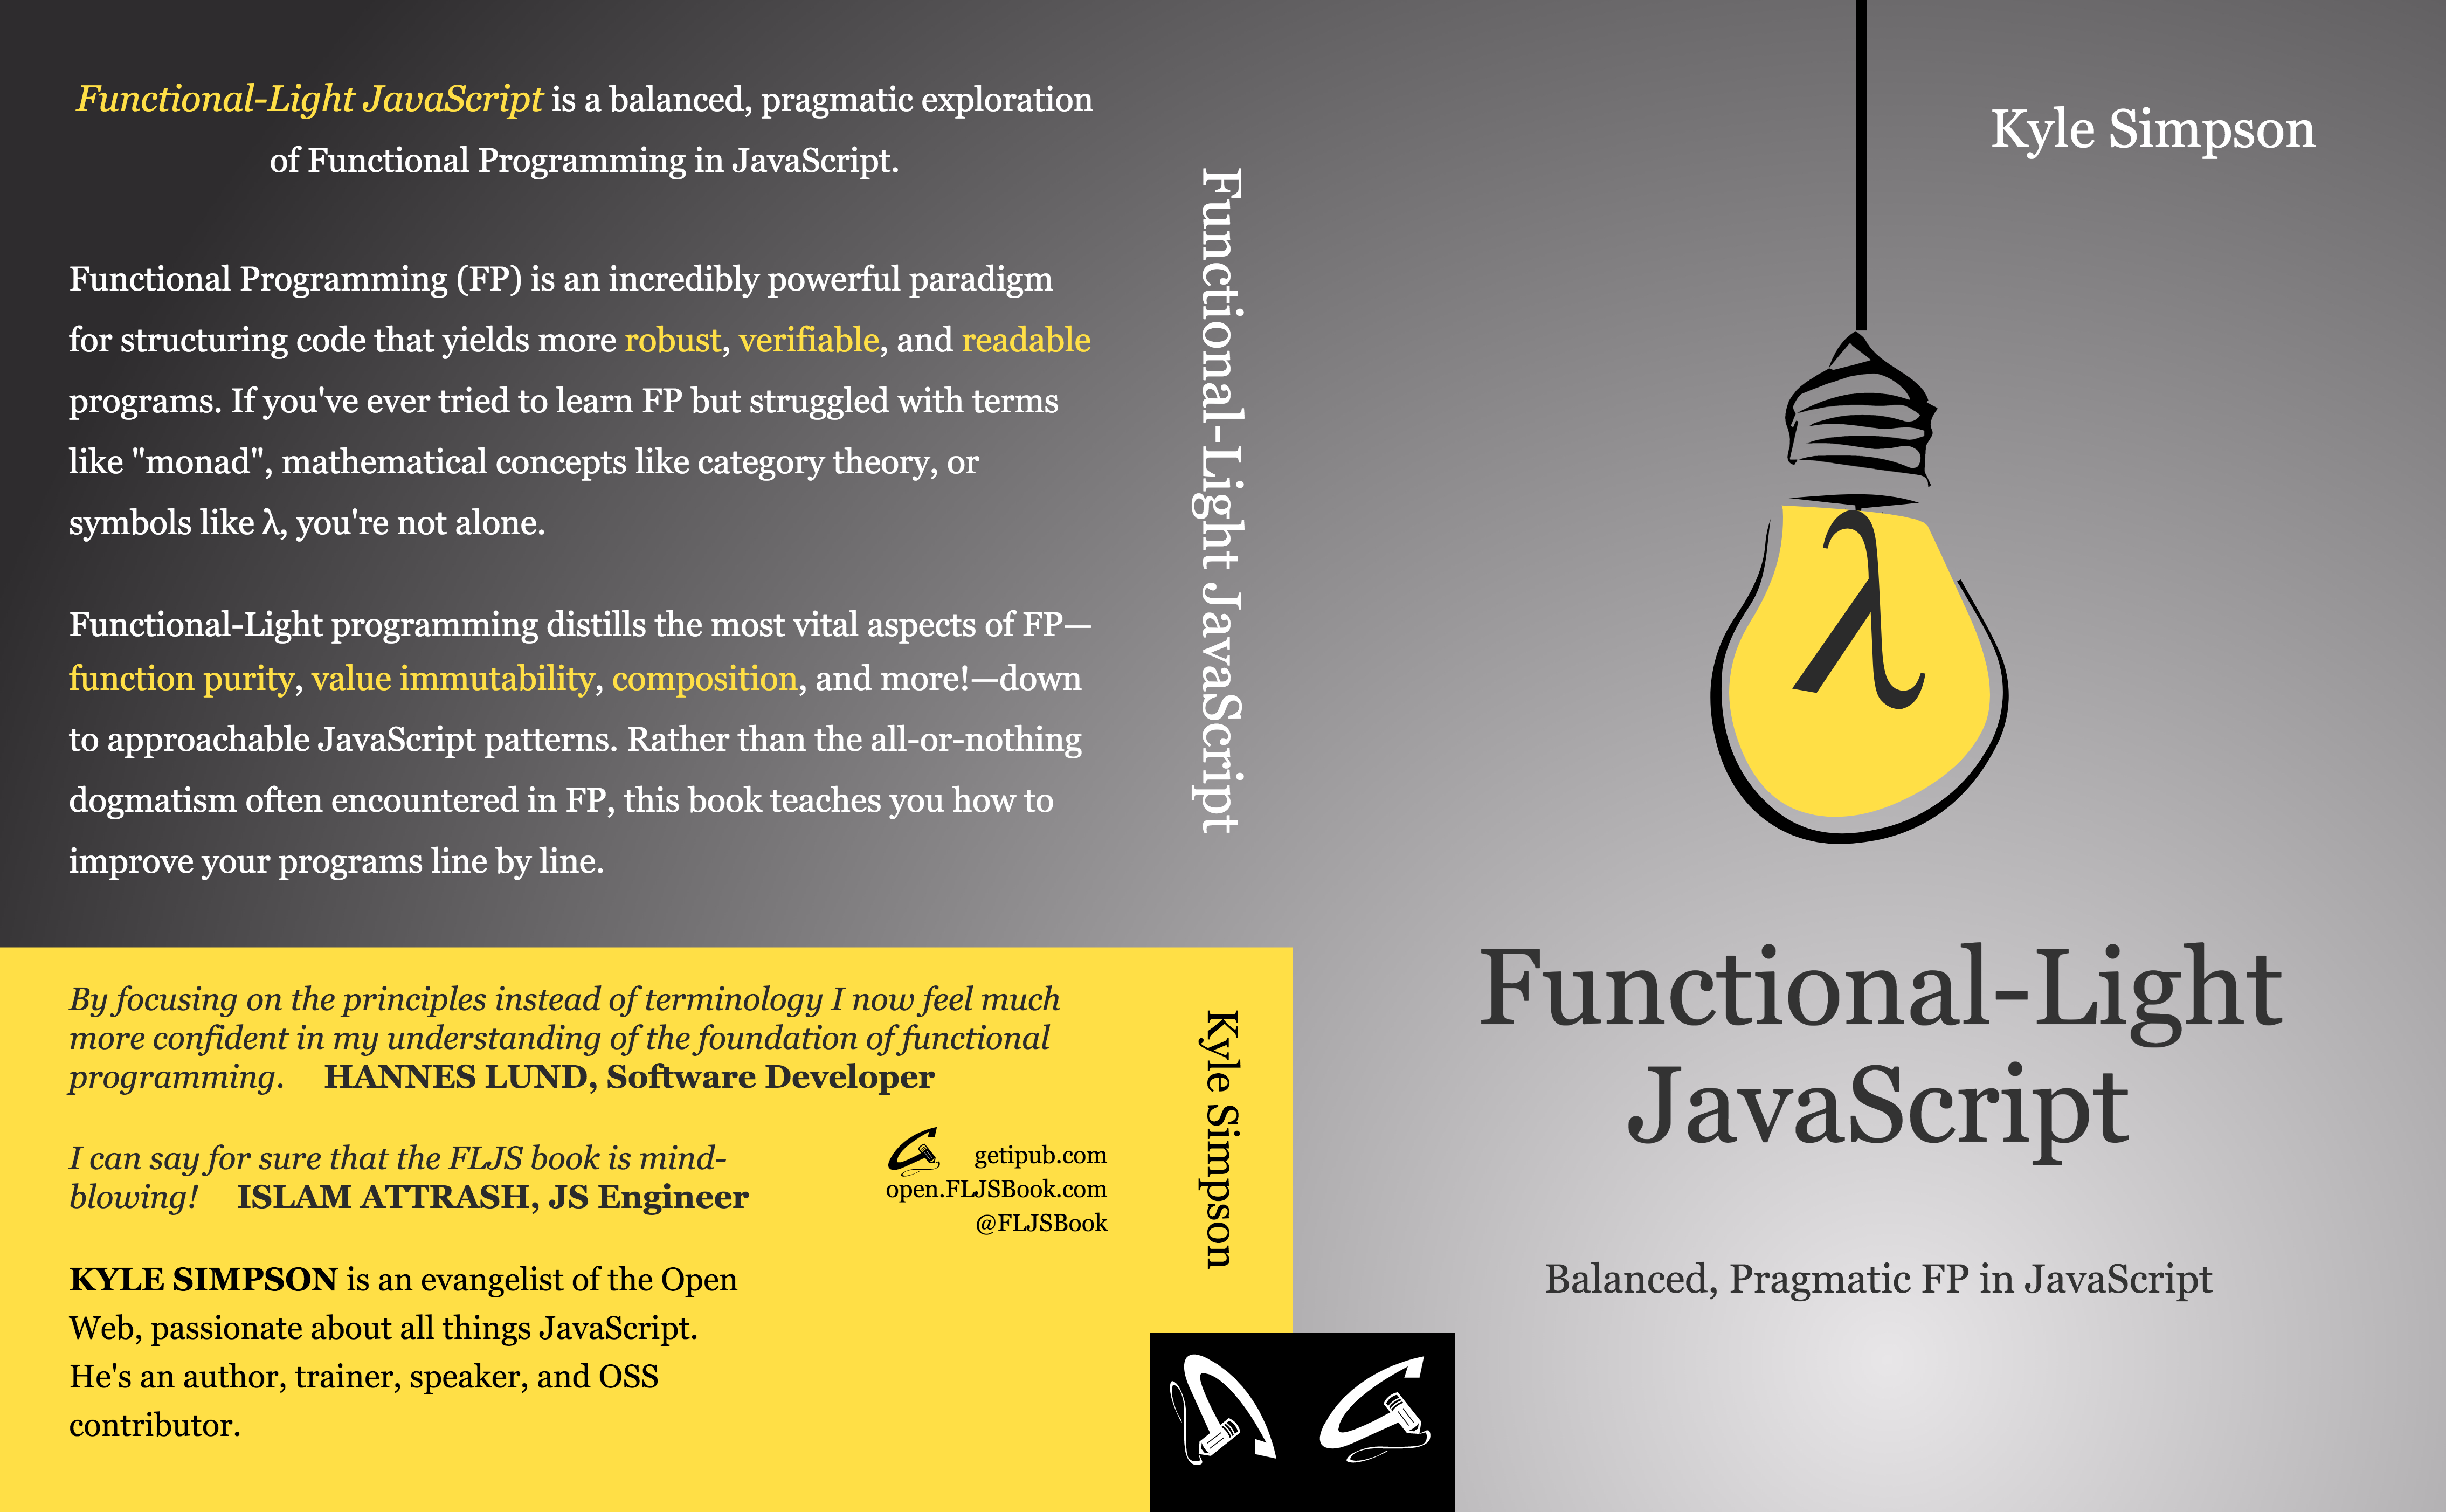 Functional-Light JavaScript is a balanced, pragmatic exploration
of Functional Programming in JavaScript.
Functional Programming (FP) is an incredibly powerful paradigm
for structuring code that yields more robust, verifiable, and readable
programs. If you've ever tried to learn FP but struggled with terms
like "monad", mathematical concepts like category theory, or
symbols like λ, you're not alone.
Functional-Light programming distills the most vital aspects of FP—
function purity, value immutability, composition, and more!—down
to approachable JavaScript patterns. Rather than the all-or-nothing
dogmatism often encountered in FP, this book teaches you how to
improve your programs line by line.
By focusing on the principles instead of terminology I now feel much
more confident in my understanding of the foundation of functional
programming. HANNES LUND, Software Developer
I can say for sure that the FLJS book is mind-
blowing! ISLAM ATTRASH, JS Engineer
getipub.com
open.FLJSBook.com
@FLJSBook
KYLE SIMPSON is an evangelist of the Open
Web, passionate about all things JavaScript.
He's an author, trainer, speaker, and OSS
contributor.
Functional-Light JavaScript
Kyle Simpson
Kyle Simpson
λ
Functional-Light
JavaScript
Balanced, Pragmatic FP in JavaScript